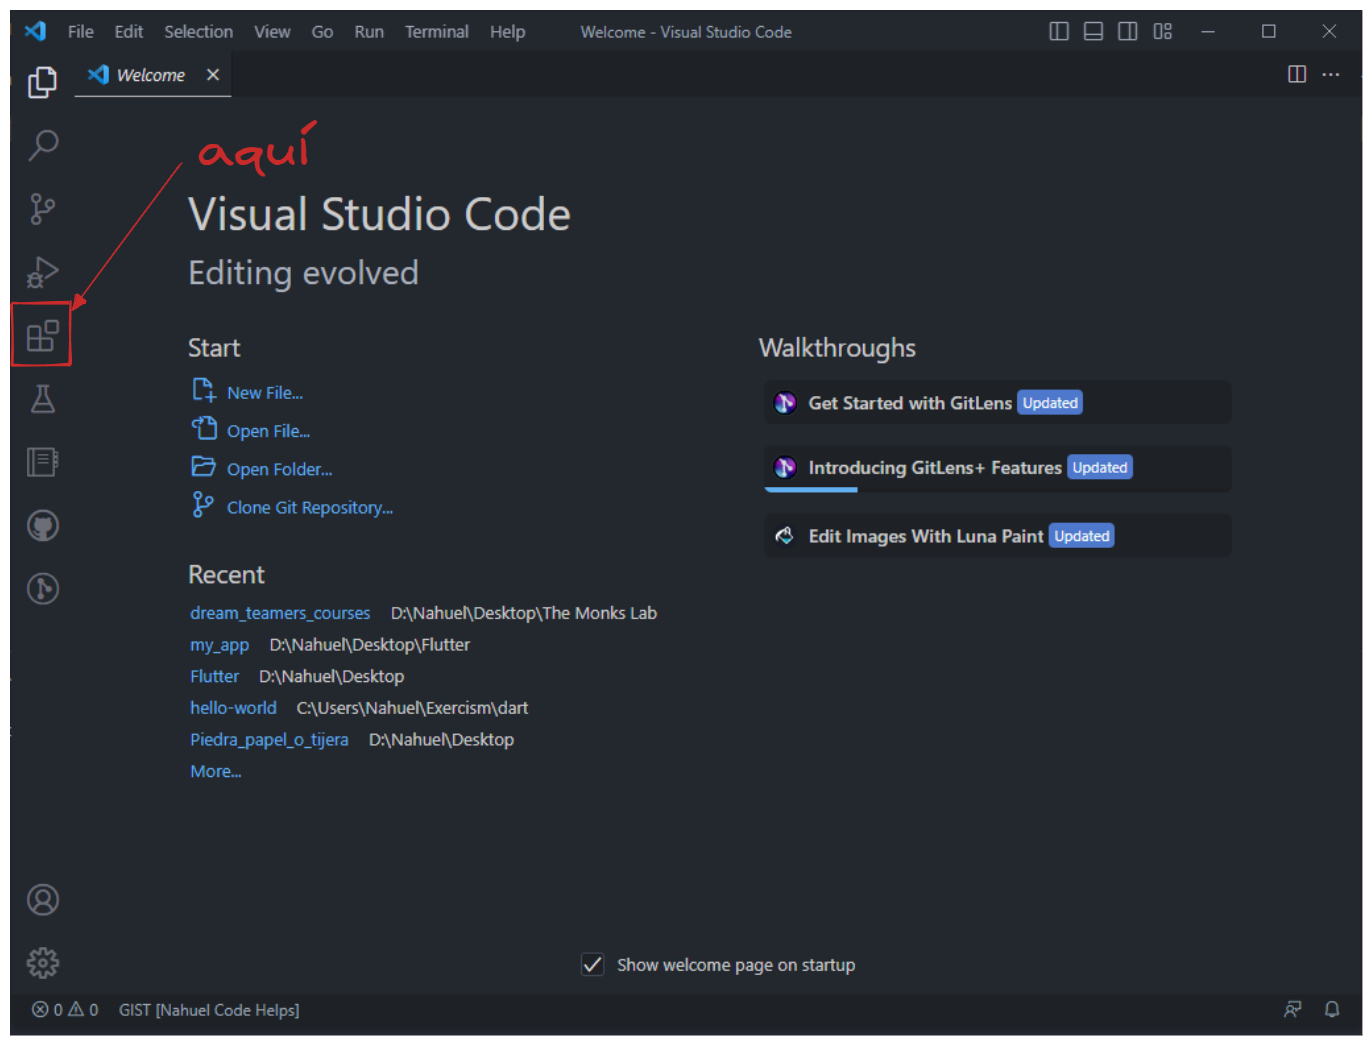 File Edit Selection View Go Run Terminal Help Welcome - Visual Studio Code
Welcome
aquí
Visual Studio Code
Editing evolved
Start
New File...
Open File...
Open Folder...
Clone Git Repository...
Walkthroughs
Get Started with GitLens Updated
Introducing GitLens+ Features Updated
Edit Images With Luna Paint Updated
Recent
dream_teamers_courses D:\Nahuel\Desktop\The Monks Lab
my_app D:\Nahuel\Desktop\Flutter
Flutter D:\Nahuel\Desktop
hello-world C:\Users\Nahuel\Exercism\dart
Piedra_papel_o_tijera D:\Nahuel\Desktop
More...
Show welcome page on startup
0 0 GIST [Nahuel Code Helps]